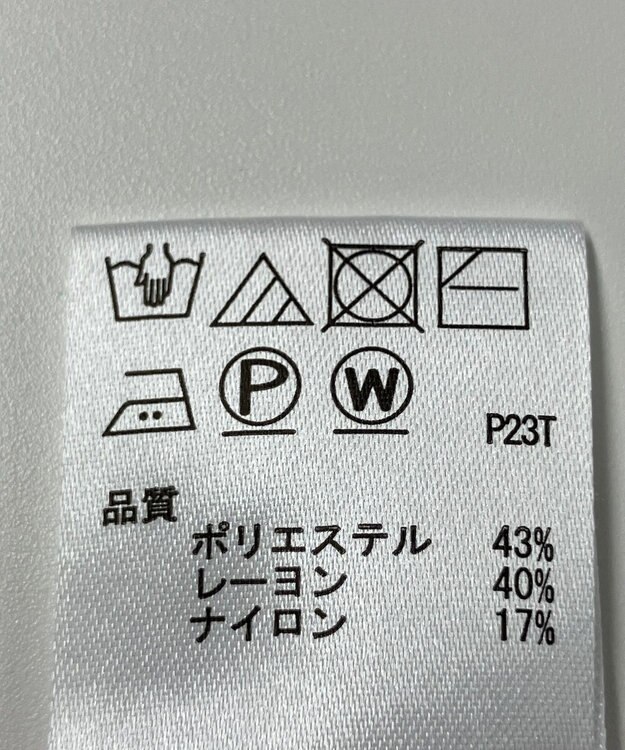 P W
P23T
品質
ポリエステル 43%
レーヨン 40%
ナイロン 17%